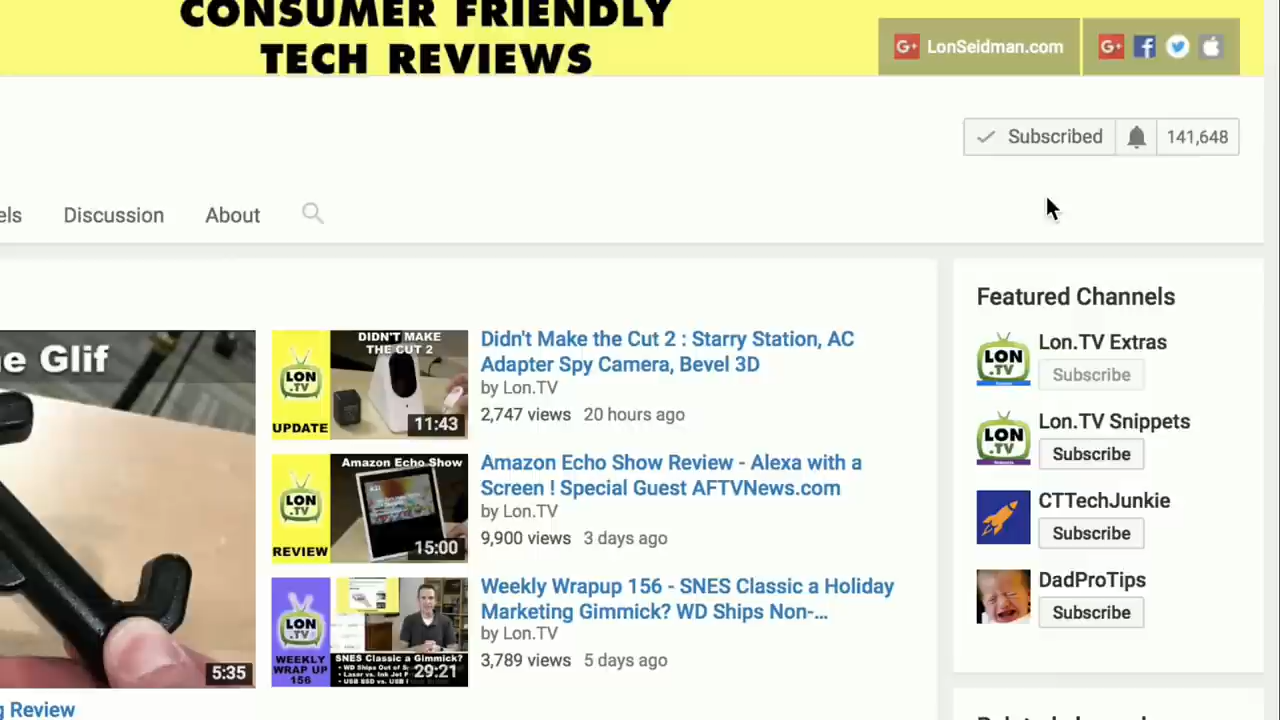 CONSUMER FRIENDLY
TECH REVIEWS
LonSeidman.com
Subscribed
141,648
els
Discussion
About
e Glif
5:35
g Review
DIDN'T MAKE
THE CUT 2
LON
.TV
UPDATE
11:43
Didn't Make the Cut 2 : Starry Station, AC
Adapter Spy Camera, Bevel 3D
by Lon.TV
2,747 views 20 hours ago
Amazon Echo Show
LON
.TV
REVIEW
15:00
Amazon Echo Show Review - Alexa with a
Screen ! Special Guest AFTVNews.com
by Lon.TV
9,900 views 3 days ago
LON
.TV
WEEKLY
WRAP UP
156
SNES Classic a Gimmick?
29:21
Weekly Wrapup 156 - SNES Classic a Holiday
Marketing Gimmick? WD Ships Non-...
by Lon.TV
3,789 views 5 days ago
Featured Channels
LON
.TV
Lon.TV Extras
Subscribe
LON
.TV
Lon.TV Snippets
Subscribe
CTTechJunkie
Subscribe
DadProTips
Subscribe